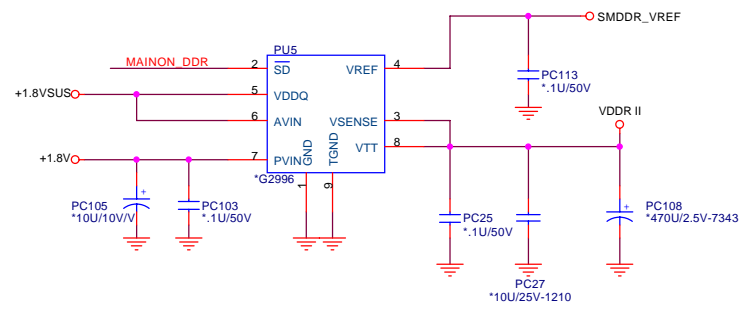 SMDDR_VREF
PU5
MAINON_DDR
2
SD
VREF
4
PC113
*.1U/50V
+1.8VSUS
5
VDDQ
VSENSE
3
VDDR II
6
AVIN
VTT
8
+1.8V
7
PVIN
GND
TGND
*G2996
1
9
PC105
*10U/10V/V
+
PC103
*.1U/50V
PC25
*.1U/50V
+
PC108
*470U/2.5V-7343
PC27
*10U/25V-1210